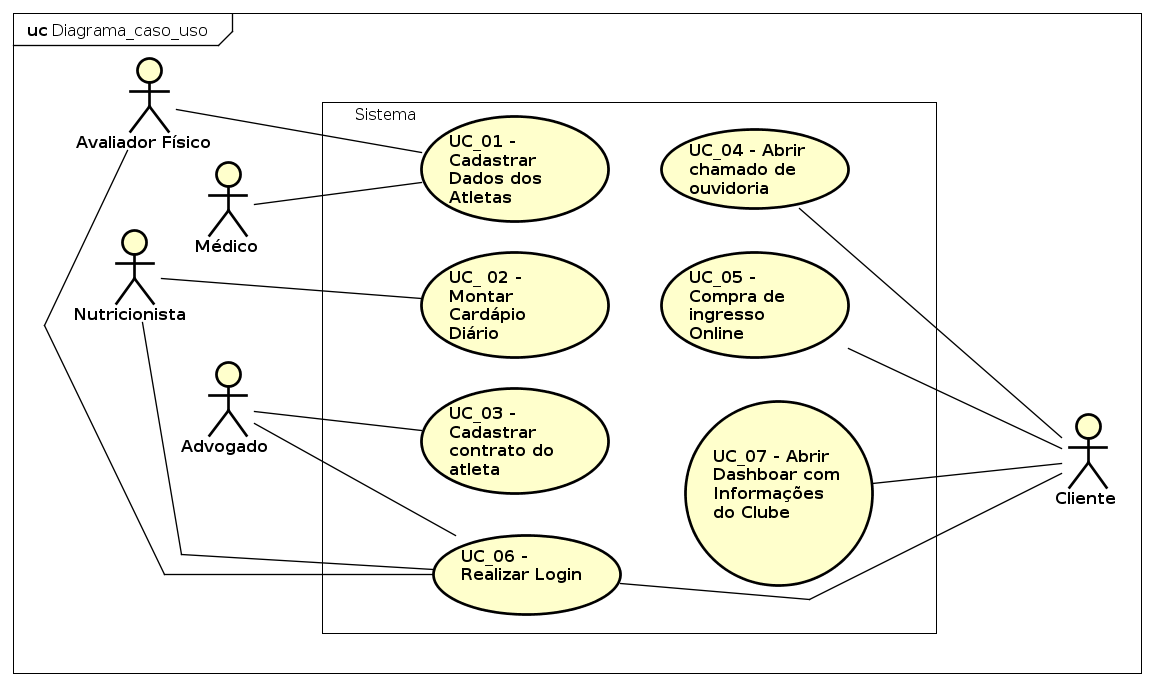 uc Diagrama_caso_uso
Avaliador Físico
Médico
Nutricionista
Advogado
Sistema
UC_01 -
Cadastrar
Dados dos
Atletas
UC_ 02 -
Montar
Cardápio
Diário
UC_03 -
Cadastrar
contrato do
atleta
UC_06 -
Realizar Login
UC_04 - Abrir
chamado de
ouvidoria
UC_05 -
Compra de
ingresso
Online
UC_07 - Abrir
Dashboar com
Informações
do Clube
Cliente